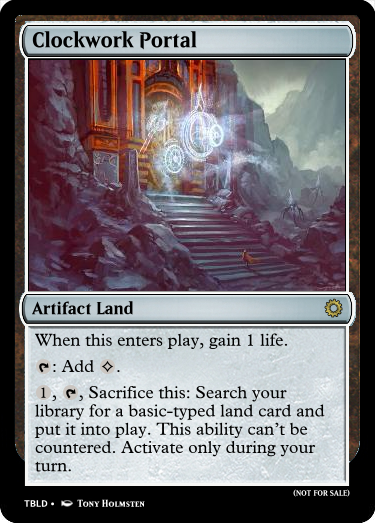 Clockwork Portal
Artifact Land
When this enters play, gain 1 life.
: Add .
1, , Sacrifice this: Search your
library for a basic-typed land card and
put it into play. This ability can't be
countered. Activate only during your
turn.
(NOT FOR SALE)
TBLD • Tony Holmsten